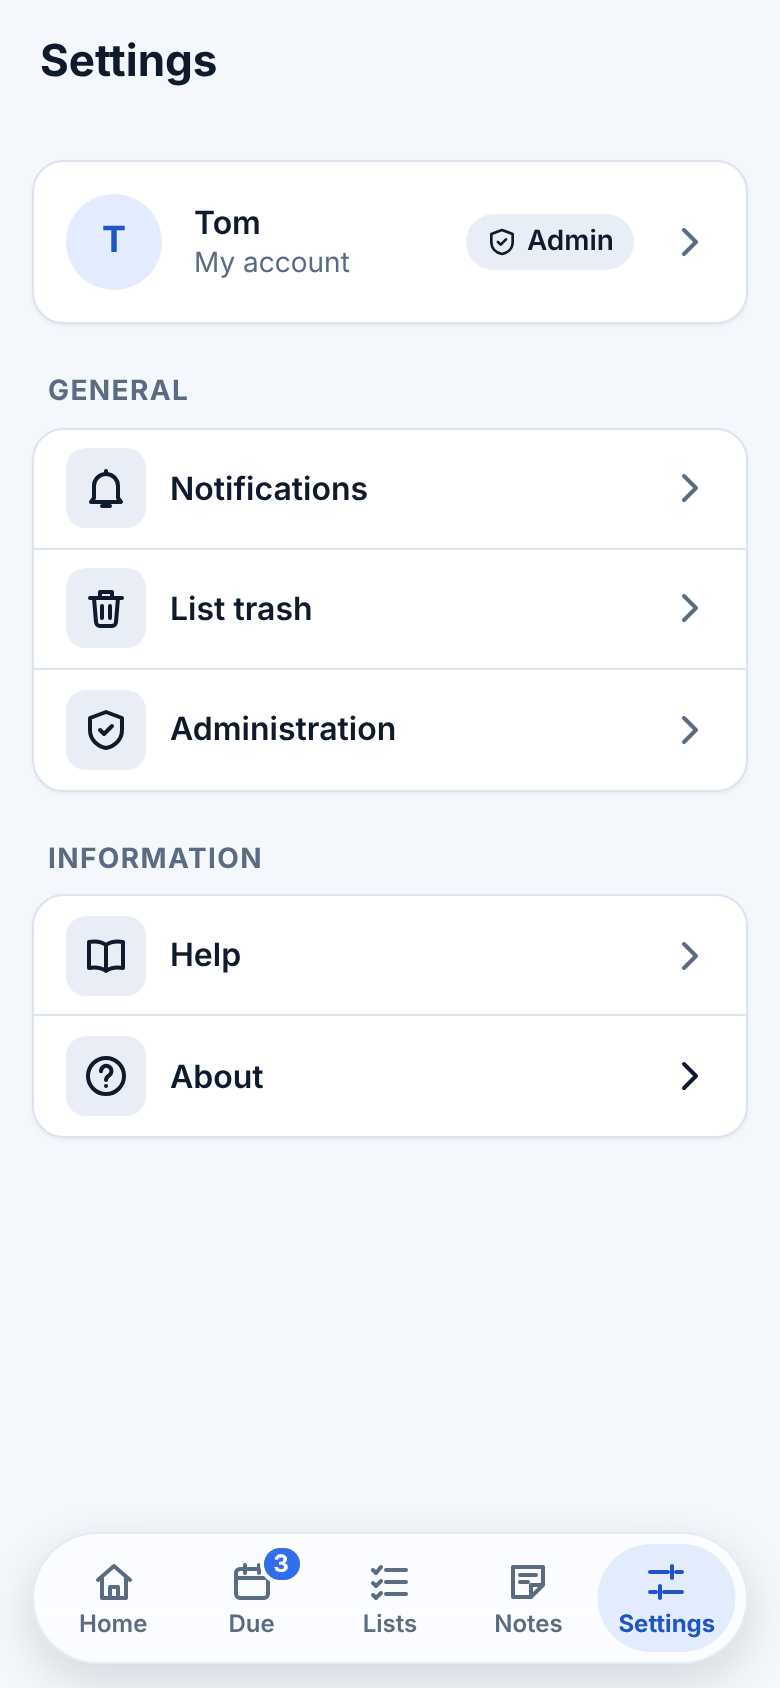 Settings
T
Tom
My account
Admin
GENERAL
Notifications
List trash
Administration
INFORMATION
Help
About
3
Home
Due
Lists
Notes
Settings